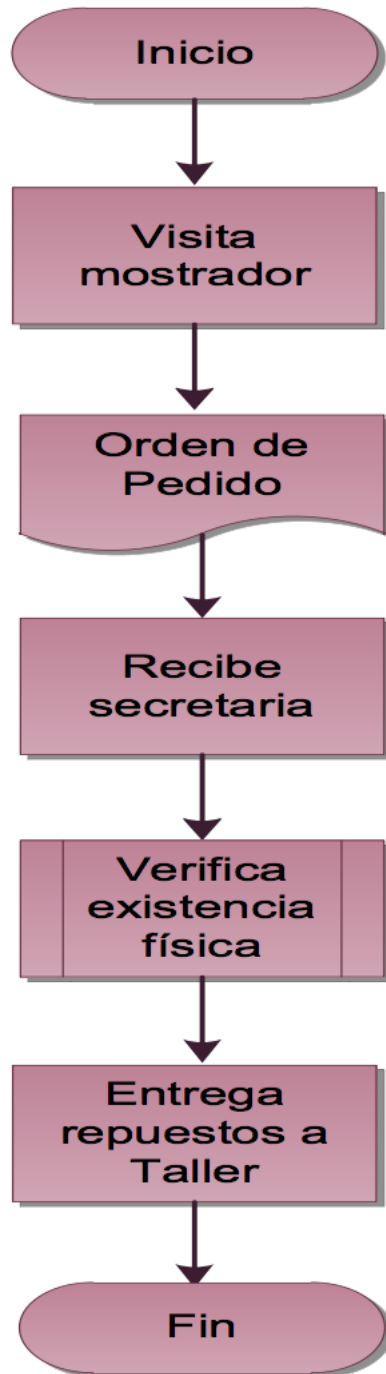 Inicio
Visita
mostrador
Orden de
Pedido
Recibe
secretaria
Verifica
existencia
física
Entrega
repuestos a
Taller
Fin